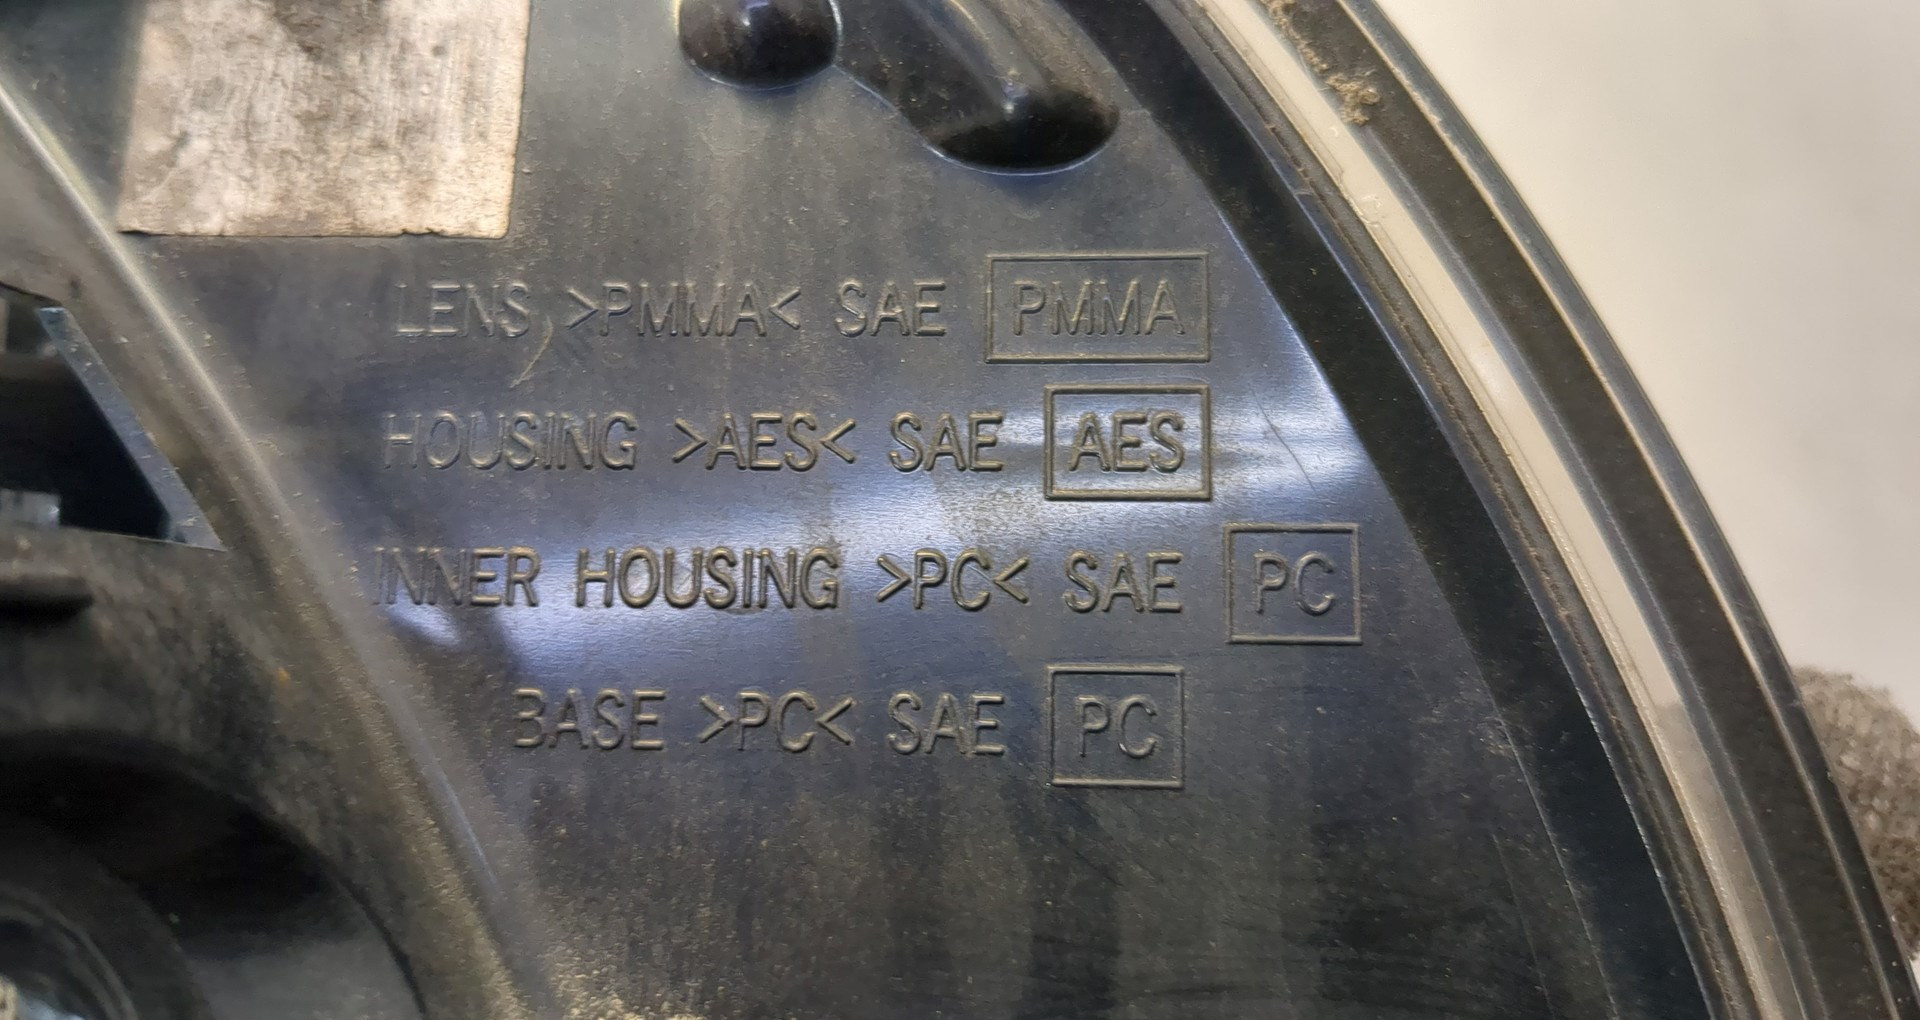 LENS >PMMA< SAE PMMA
HOUSING >AES< SAE AES
INNER HOUSING >PC< SAE PC
BASE >PC< SAE PC